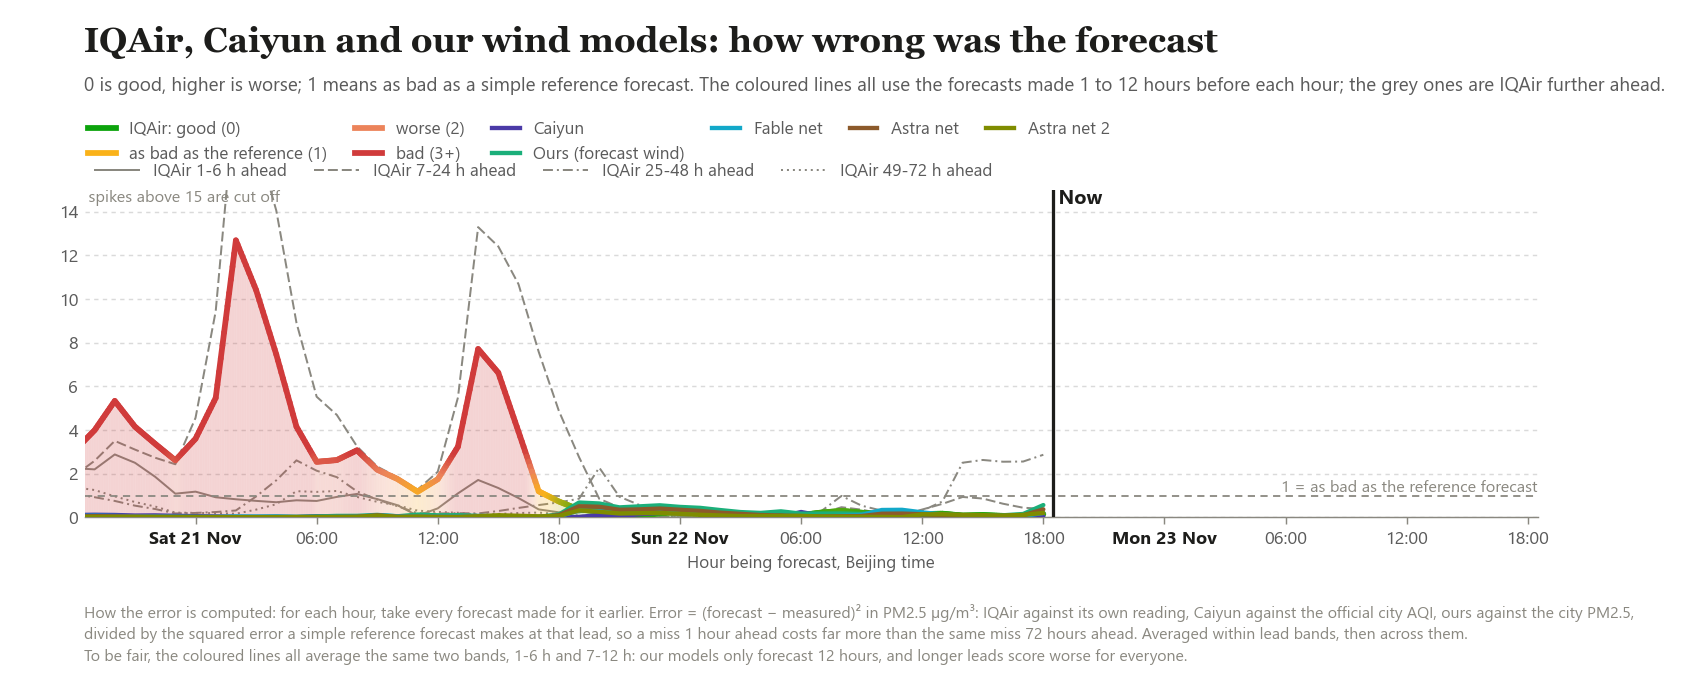 IQAir, Caiyun and our wind models: how wrong was the forecast
0 is good, higher is worse; 1 means as bad as a simple reference forecast. The coloured lines all use the forecasts made 1 to 12 hours before each hour; the grey ones are IQAir further ahead.
IQAir: good (0) worse (2) Caiyun Fable net Astra net Astra net 2
as bad as the reference (1) bad (3+) Ours (forecast wind)
IQAir 1-6 h ahead IQAir 7-24 h ahead IQAir 25-48 h ahead IQAir 49-72 h ahead
spikes above 15 are cut off Now
14
12
10
8
6
4
2
1 = as bad as the reference forecast
0
Sat 21 Nov 06:00 12:00 18:00 Sun 22 Nov 06:00 12:00 18:00 Mon 23 Nov 06:00 12:00 18:00
Hour being forecast, Beijing time
How the error is computed: for each hour, take every forecast made for it earlier. Error = (forecast − measured)² in PM2.5 µg/m³: IQAir against its own reading, Caiyun against the official city AQI, ours against the city PM2.5,
divided by the squared error a simple reference forecast makes at that lead, so a miss 1 hour ahead costs far more than the same miss 72 hours ahead. Averaged within lead bands, then across them.
To be fair, the coloured lines all average the same two bands, 1-6 h and 7-12 h: our models only forecast 12 hours, and longer leads score worse for everyone.